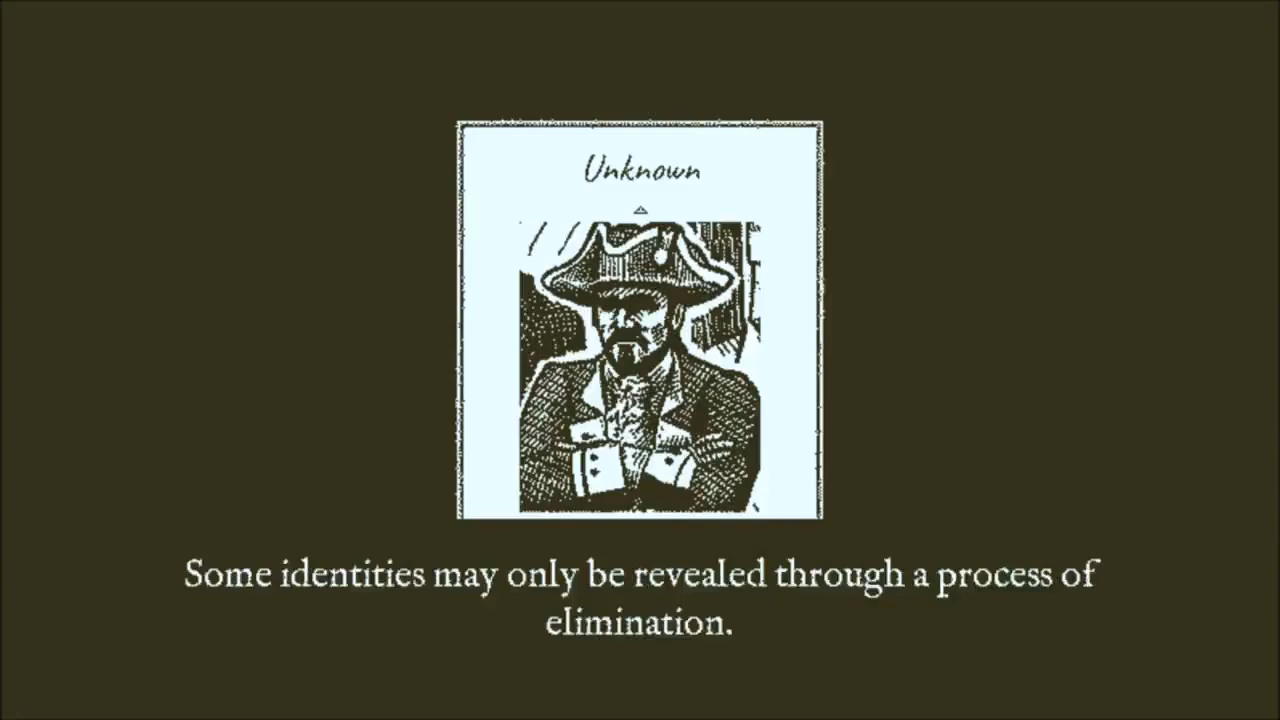 Unknown
Some identities may only be revealed through a process of
elimination.